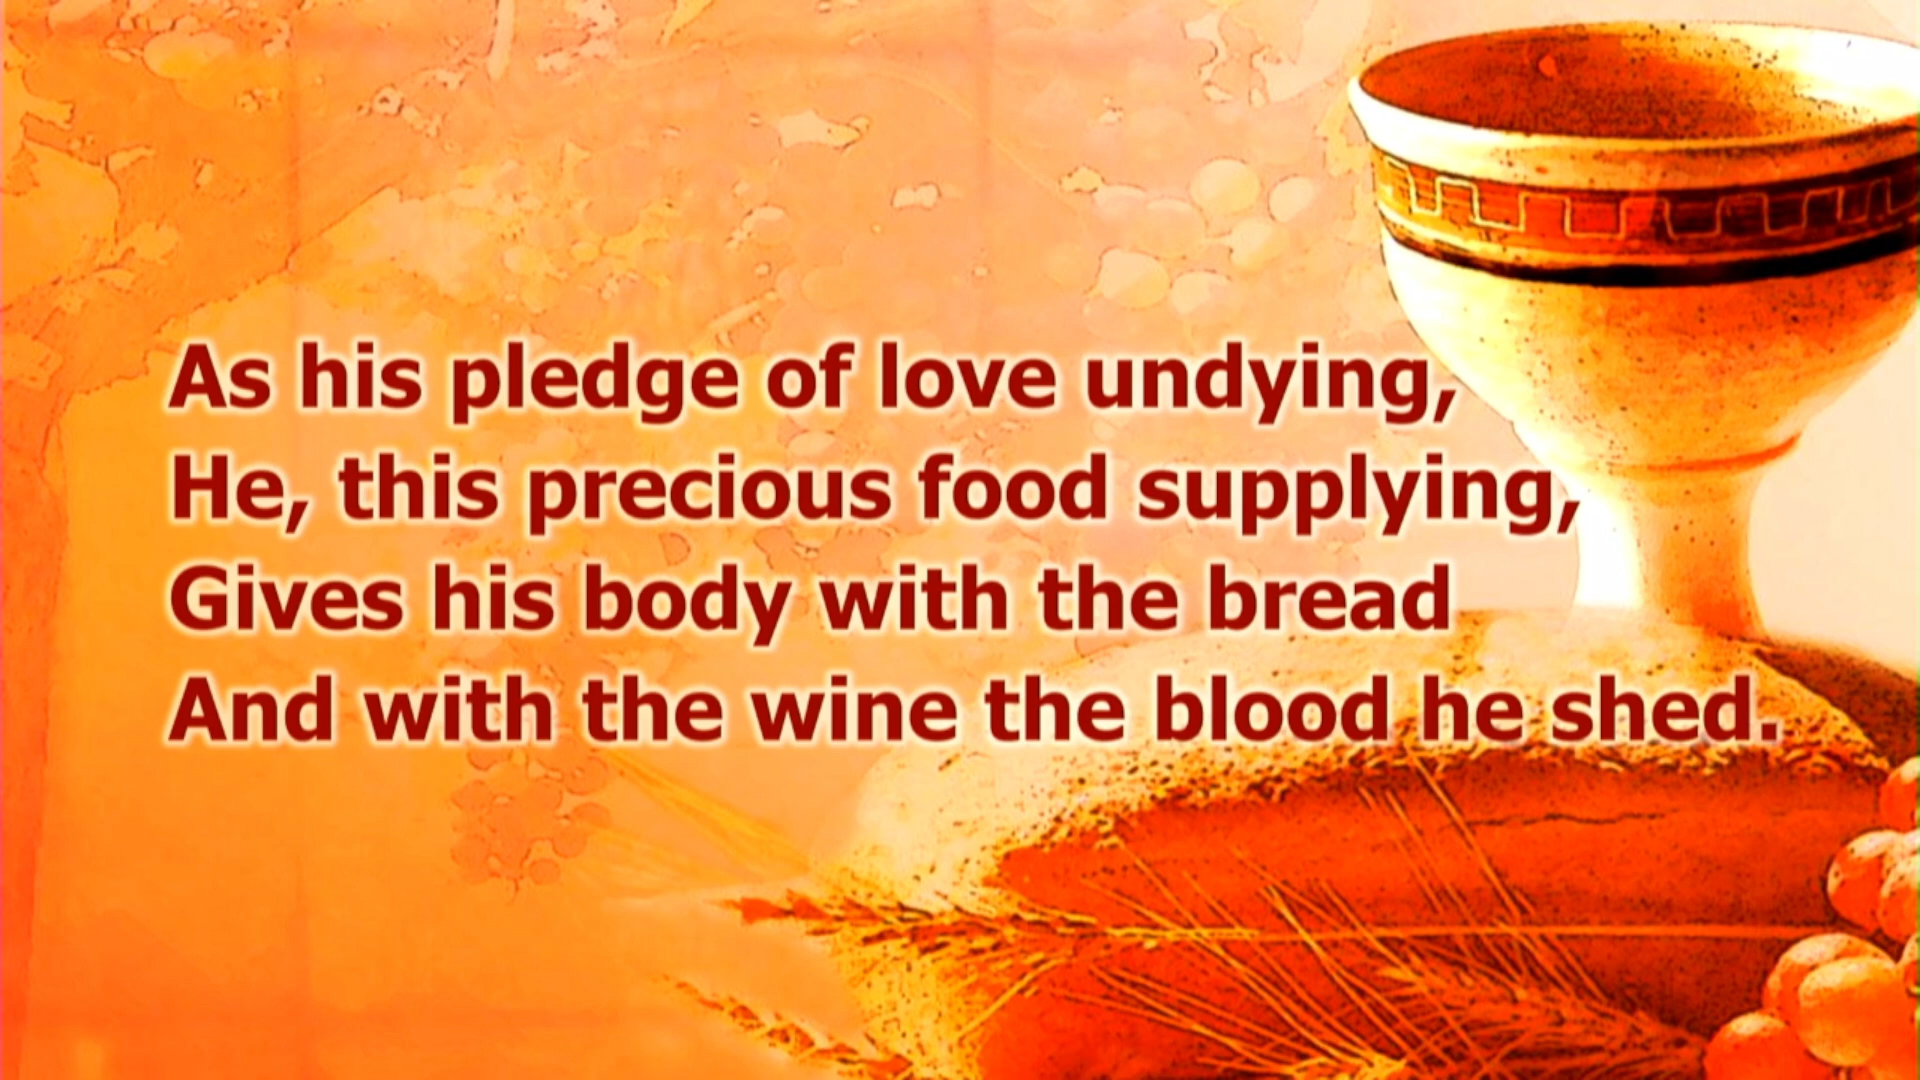 As his pledge of love undying,
He, this precious food supplying,
Gives his body with the bread
And with the wine the blood he shed.